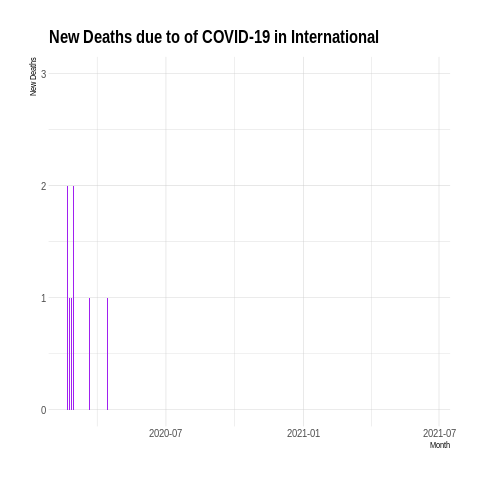 New Deaths due to of COVID-19 in International
New Deaths
3
2
1
0
2020-07 2021-01 2021-07
Month